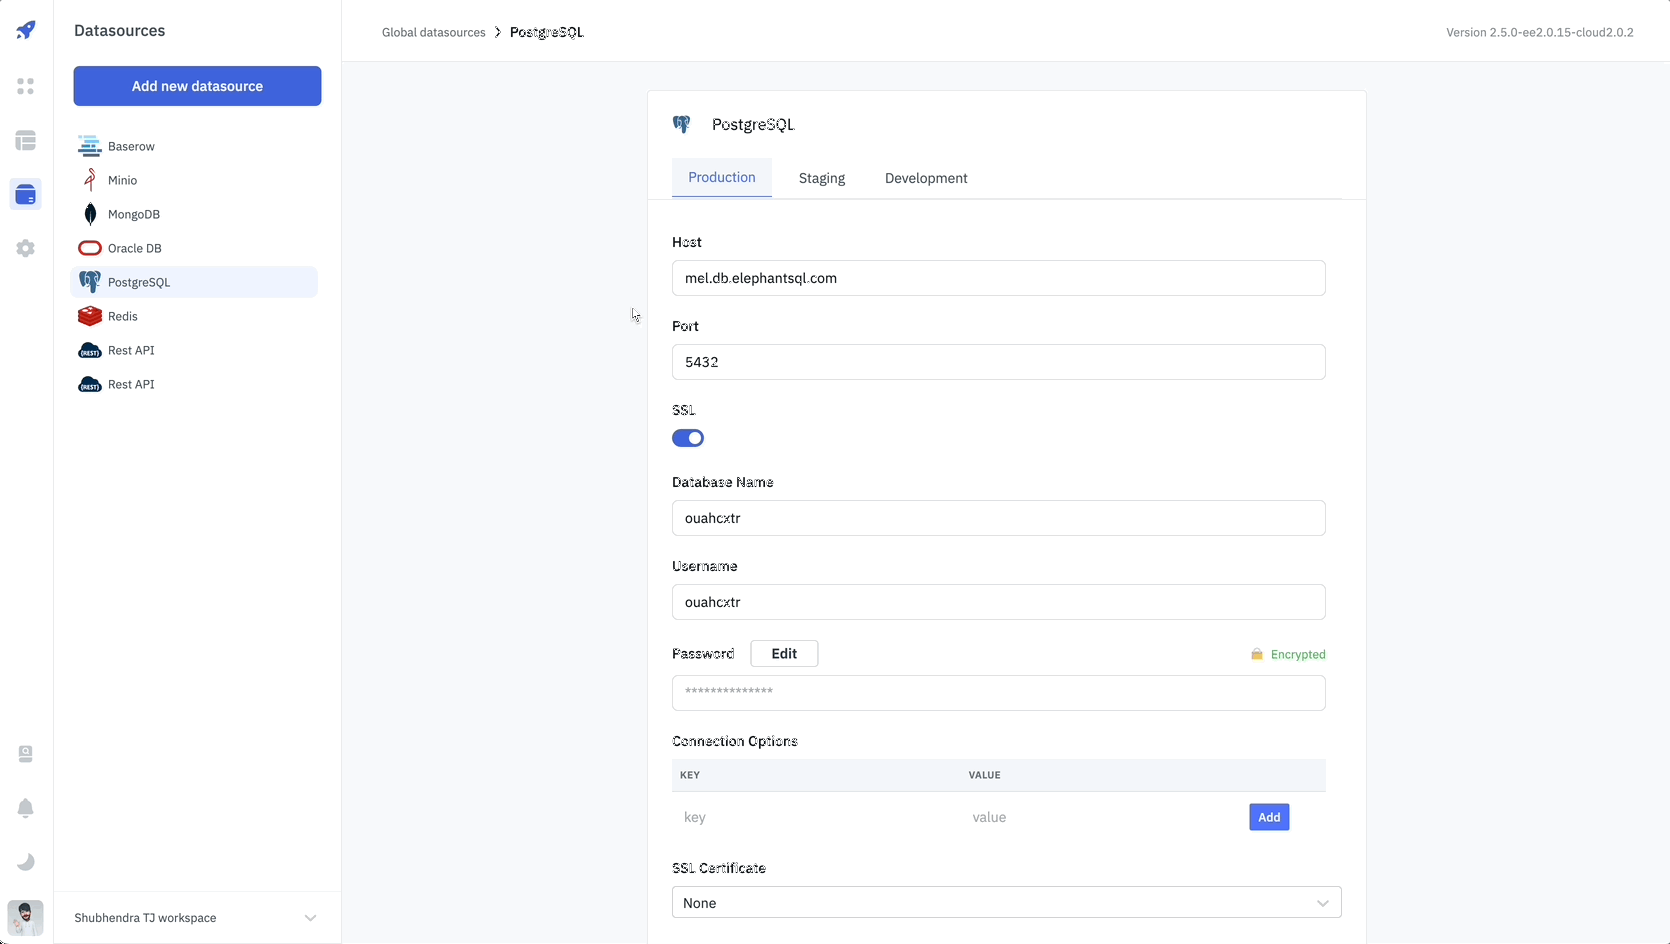 Datasources
Global datasources > PostgreSQL
Version 2.5.0-ee2.0.15-cloud2.0.2
Add new datasource
Baserow
Minio
MongoDB
Oracle DB
PostgreSQL
Redis
{REST} Rest API
{REST} Rest API
Shubhendra TJ workspace
PostgreSQL
Production
Staging
Development
Host
mel.db.elephantsql.com
Port
5432
SSL
Database Name
ouahcxtr
Username
ouahcxtr
Password
Edit
Encrypted
**************
Connection Options
KEY
VALUE
key
value
Add
SSL Certificate
None